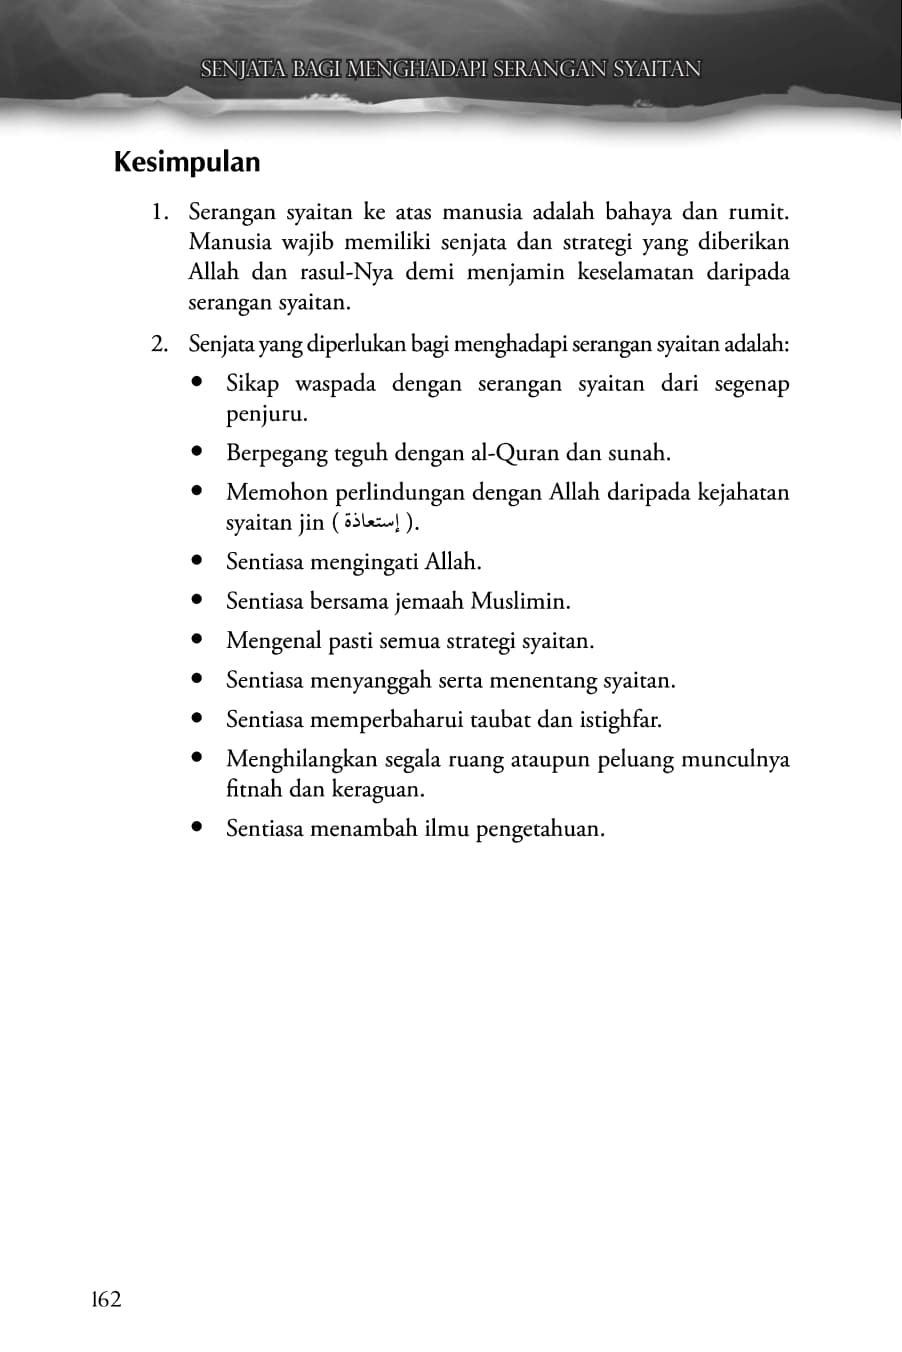 SENJATA BAGI MENGHADAPI SERANGAN SYAITAN
Kesimpulan
1. Serangan syaitan ke atas manusia adalah bahaya dan rumit.
Manusia wajib memiliki senjata dan strategi yang diberikan
Allah dan rasul-Nya demi menjamin keselamatan daripada
serangan syaitan.
2. Senjata yang diperlukan bagi menghadapi serangan syaitan adalah:
• Sikap waspada dengan serangan syaitan dari segenap
penjuru.
• Berpegang teguh dengan al-Quran dan sunah.
• Memohon perlindungan dengan Allah daripada kejahatan
syaitan jin ( إستعاذة ).
• Sentiasa mengingati Allah.
• Sentiasa bersama jemaah Muslimin.
• Mengenal pasti semua strategi syaitan.
• Sentiasa menyanggah serta menentang syaitan.
• Sentiasa memperbaharui taubat dan istighfar.
• Menghilangkan segala ruang ataupun peluang munculnya
fitnah dan keraguan.
• Sentiasa menambah ilmu pengetahuan.
162